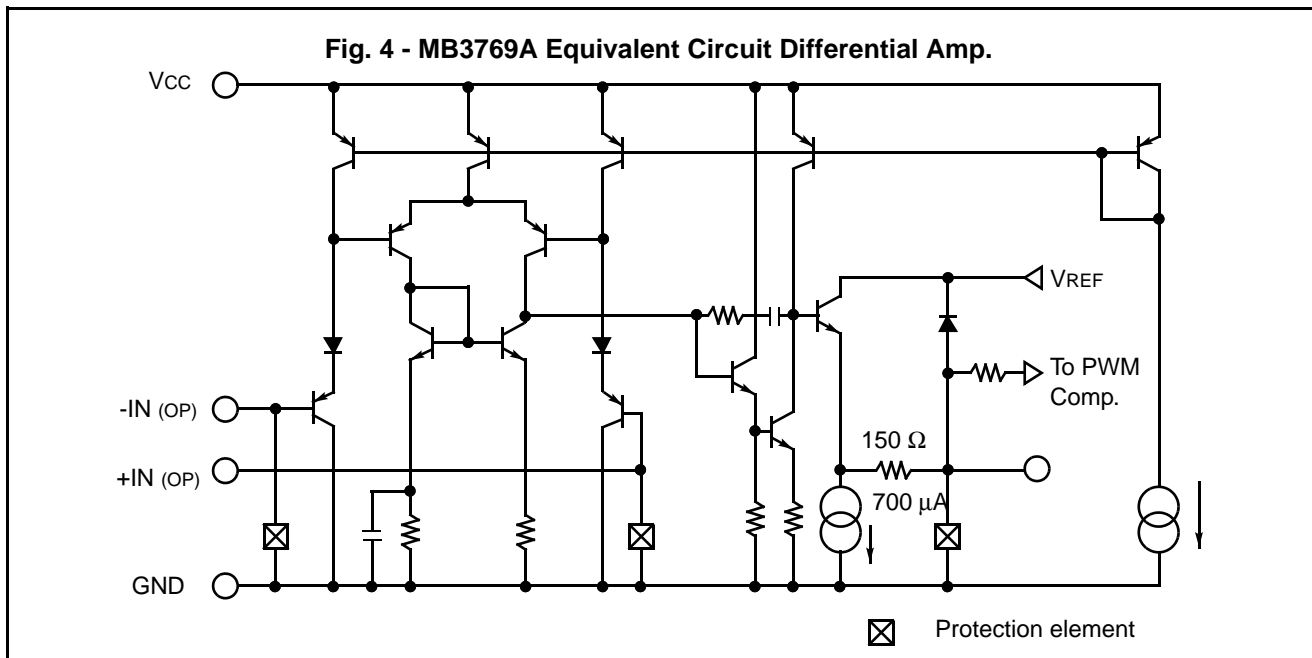 Fig. 4 - MB3769A Equivalent Circuit Differential Amp.
VCC
VREF
To PWM
Comp.
-IN (OP)
150 Ω
+IN (OP)
700 μA
GND
Protection element